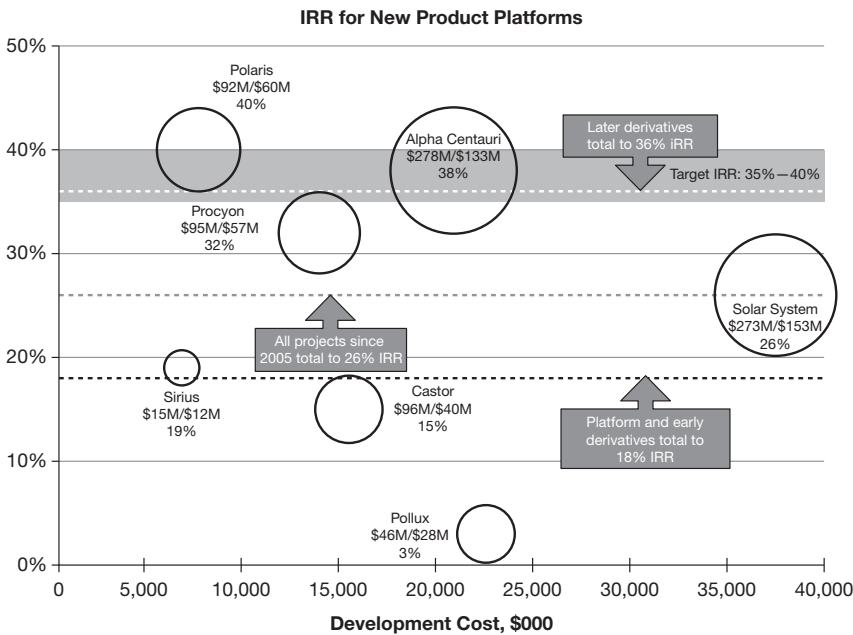 IRR for New Product Platforms
50%
40%
30%
20%
10%
0%
Polaris
$92M/$60M
40%
Alpha Centauri
$278M/$133M
38%
Later derivatives
total to 36% iRR
Target IRR: 35%—40%
Procyon
$95M/$57M
32%
Solar System
$273M/$153M
26%
All projects since
2005 total to 26% IRR
Sirius
$15M/$12M
19%
Castor
$96M/$40M
15%
Platform and early
derivatives total to
18% IRR
Pollux
$46M/$28M
3%
0 5,000 10,000 15,000 20,000 25,000 30,000 35,000 40,000
Development Cost, $000